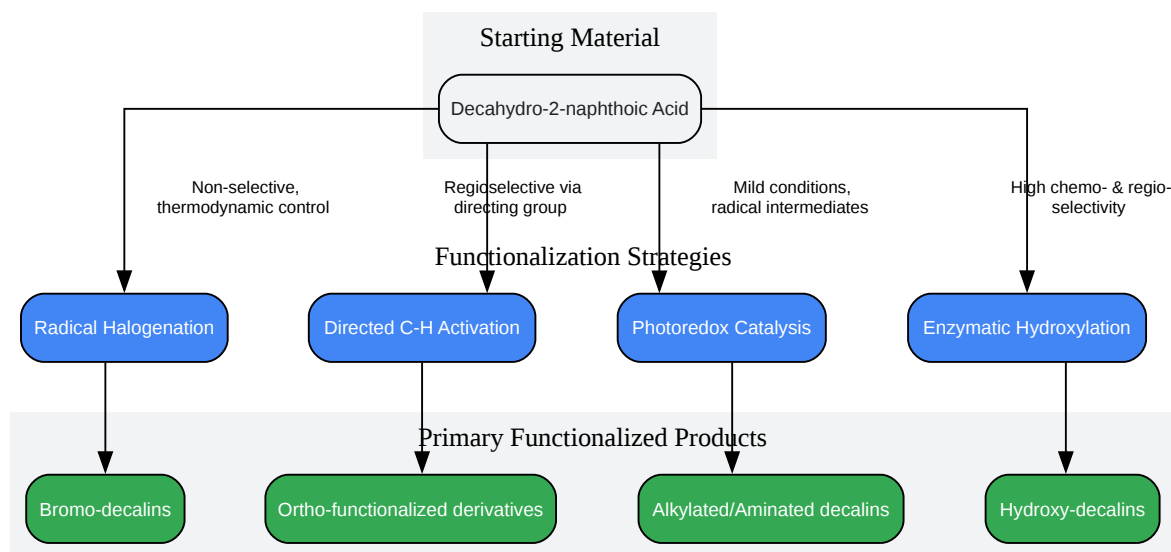 Starting Material
Decahydro-2-naphthoic Acid
Non-selective,
thermodynamic control
Regioselective via
directing group
Mild conditions,
radical intermediates
High chemo- & regio-
selectivity
Functionalization Strategies
Radical Halogenation
Directed C-H Activation
Photoredox Catalysis
Enzymatic Hydroxylation
Primary Functionalized Products
Bromo-decalins
Ortho-functionalized derivatives
Alkylated/Aminated decalins
Hydroxy-decalins